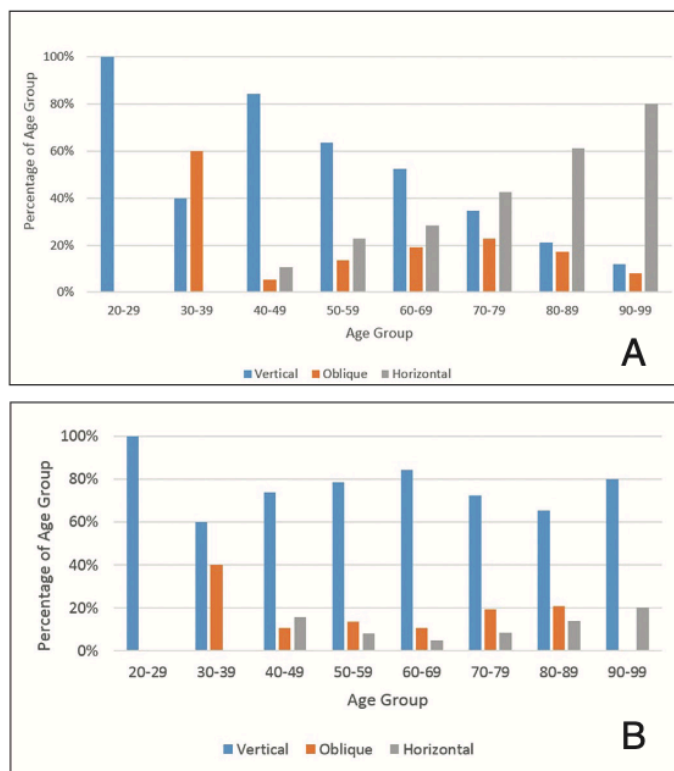 100%
80%
60%
40%
20%
0%
Percentage of Age Group
20-29 30-39 40-49 50-59 60-69 70-79 80-89 90-99
Age Group
Vertical Oblique Horizontal
A
100%
80%
60%
40%
20%
0%
Percentage of Age Group
20-29 30-39 40-49 50-59 60-69 70-79 80-89 90-99
Age Group
Vertical Oblique Horizontal
B